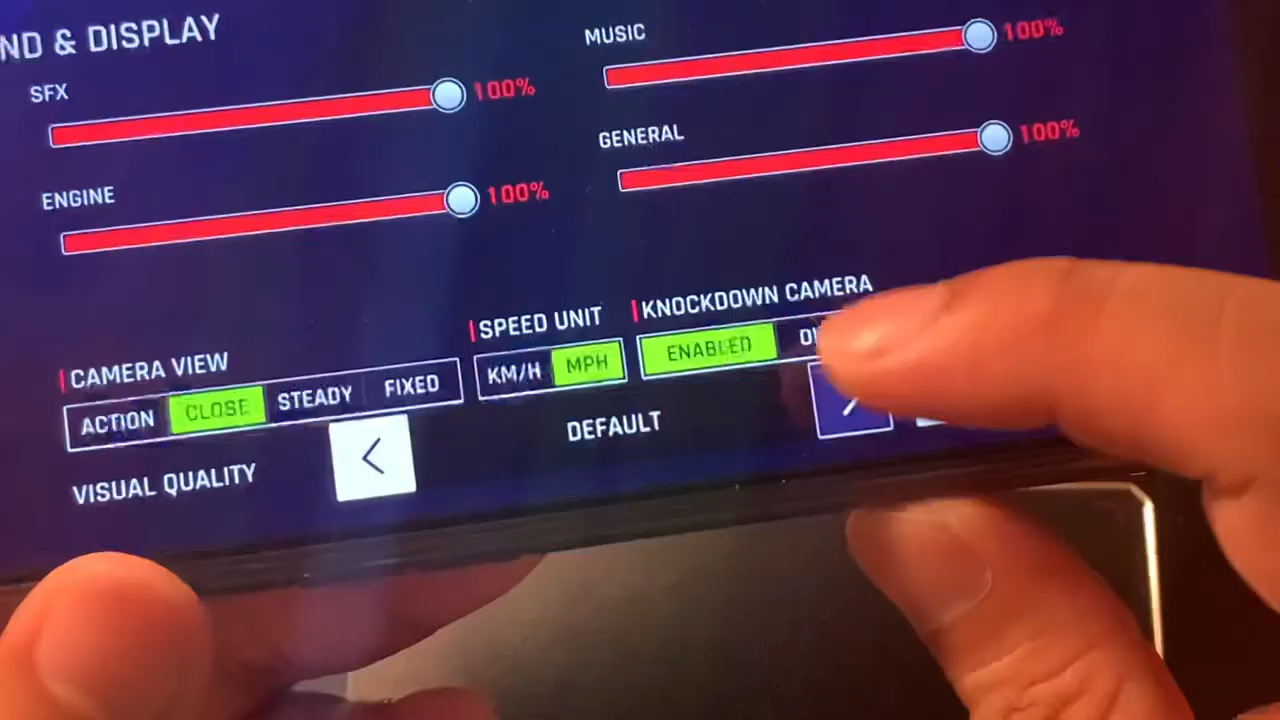 ND & DISPLAY
SFX 100%
MUSIC 100%
ENGINE 100%
GENERAL 100%
CAMERA VIEW
ACTION CLOSE STEADY FIXED
SPEED UNIT
KM/H MPH
KNOCKDOWN CAMERA
ENABLED
VISUAL QUALITY < DEFAULT